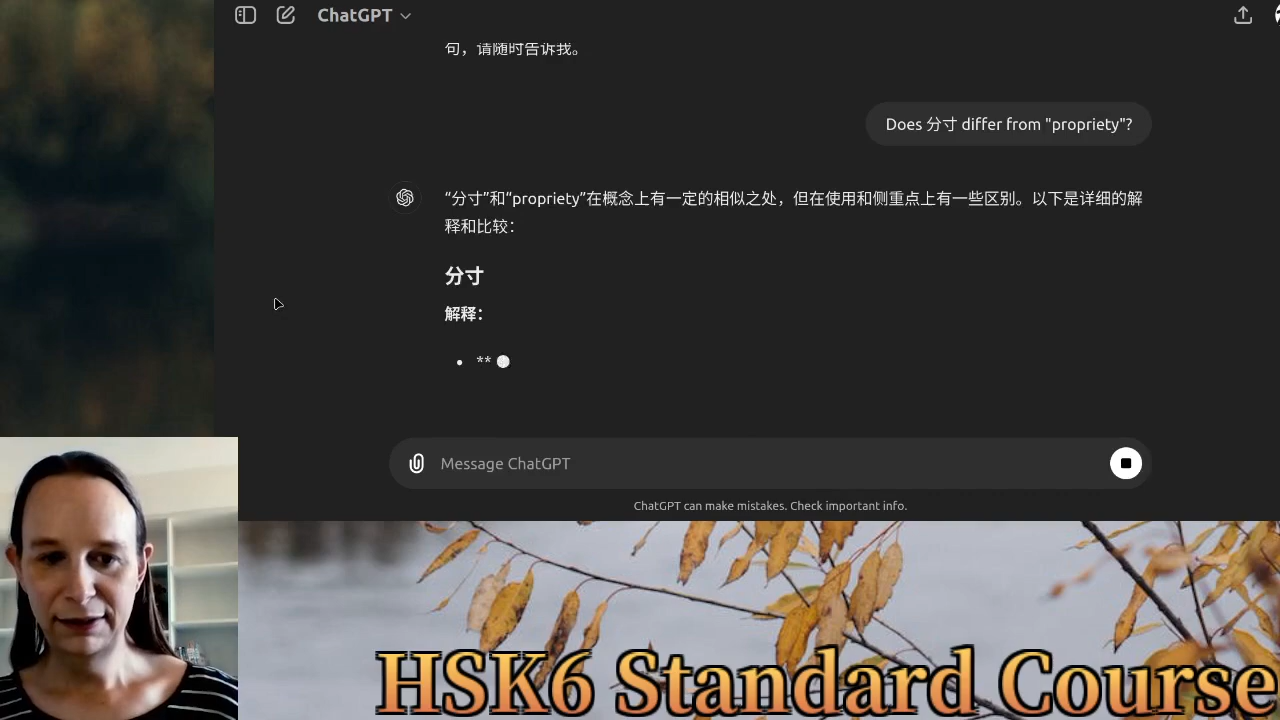 ChatGPT
句，请随时告诉我。
Does 分寸 differ from "propriety"?
“分寸”和“propriety”在概念上有一定的相似之处，但在使用和侧重点上有一些区别。以下是详细的解
释和比较：
分寸
解释：
• **
Message ChatGPT
ChatGPT can make mistakes. Check important info.
HSK6 Standard Course